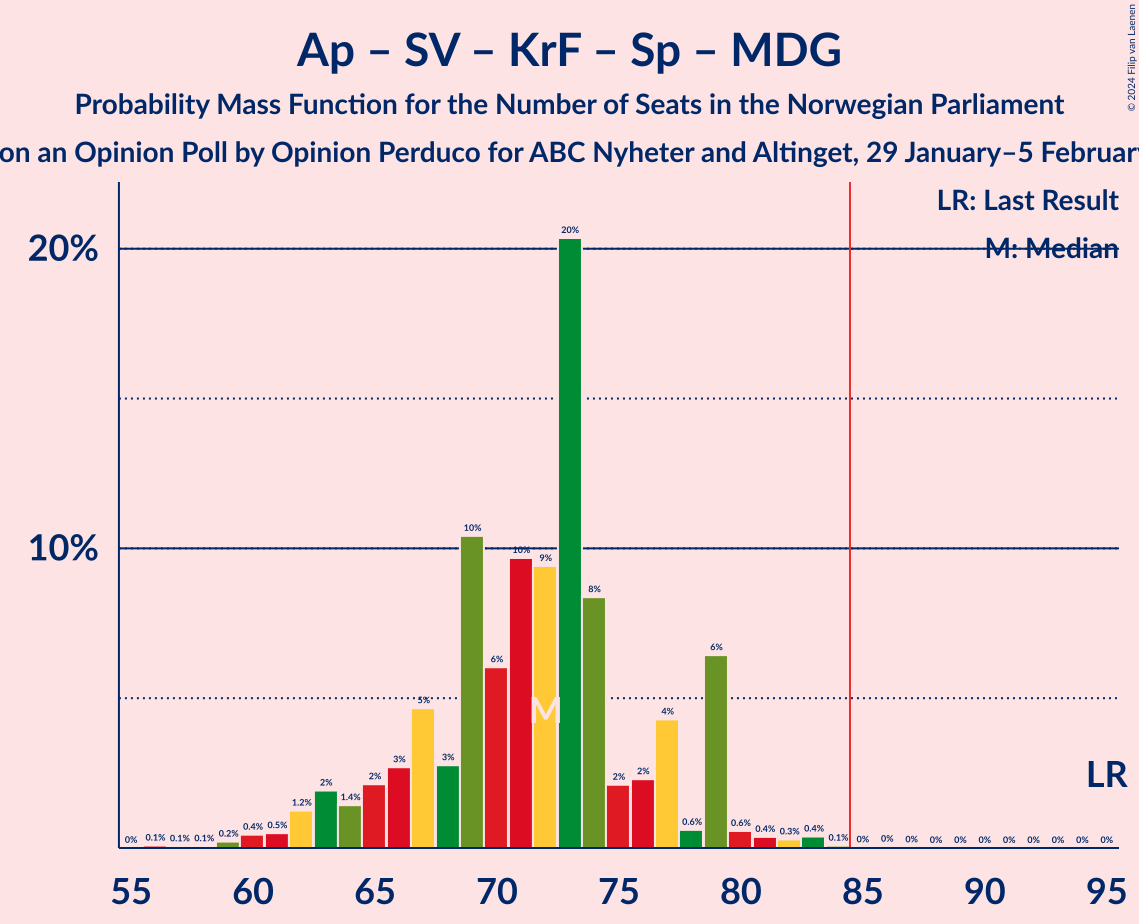 Ap – SV – KrF – Sp – MDG
Probability Mass Function for the Number of Seats in the Norwegian Parliament
on an Opinion Poll by Opinion Perduco for ABC Nyheter and Altinget, 29 January–5 February
© 2024 Filip van Laenen
LR: Last Result
M: Median
20%
10%
20%
10%
10%
9%
8%
6%
6%
5%
4%
3%
3%
2%
2%
2%
2%
1.4%
1.2%
0% 0.1% 0.1% 0.1% 0.2% 0.4% 0.5%
0.6% 0.6% 0.4% 0.3% 0.4% 0.1% 0% 0% 0% 0% 0% 0% 0% 0% 0% 0% 0%
M
LR
55 60 65 70 75 80 85 90 95